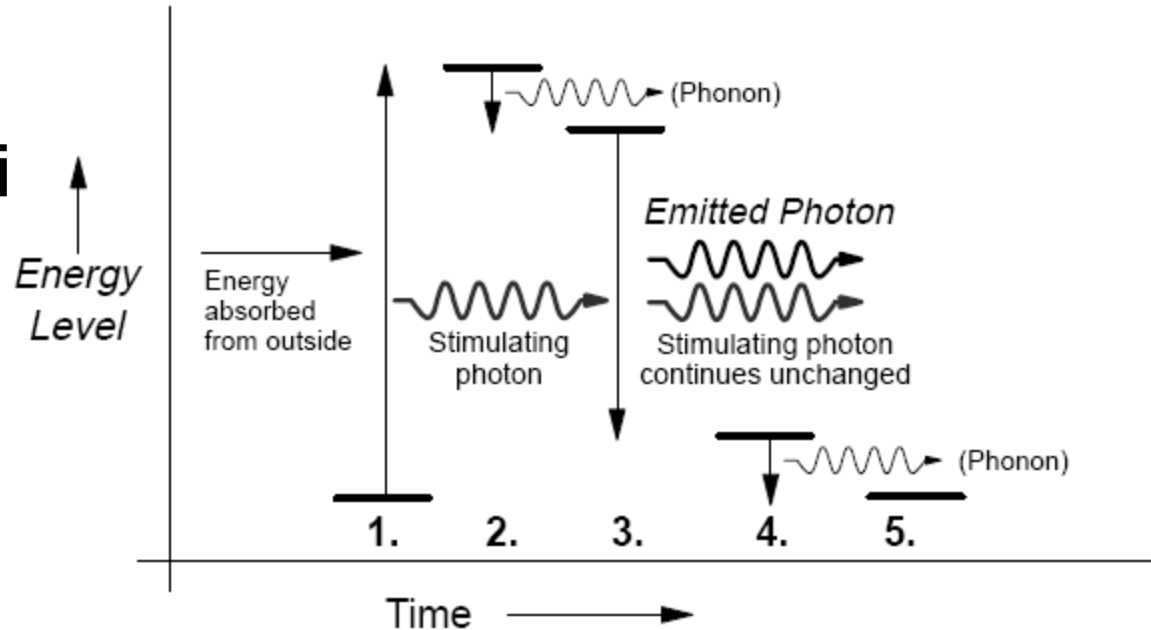 i
(Phonon)
Emitted Photon
Energy
Level
Energy
absorbed
from outside
Stimulating
photon
Stimulating photon
continues unchanged
(Phonon)
1. 2. 3. 4. 5.
Time